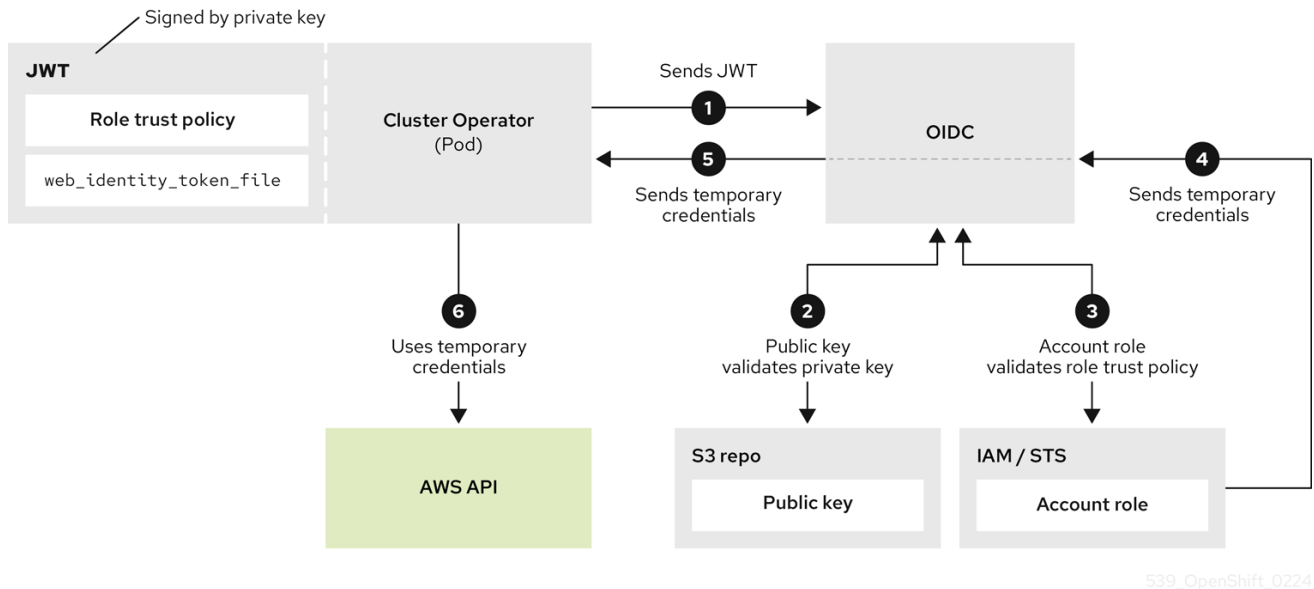 Signed by private key
JWT
Role trust policy
web_identity_token_file
Cluster Operator
(Pod)
Sends JWT
1
5
Sends temporary
credentials
OIDC
4
Sends temporary
credentials
6
Uses temporary
credentials
2
Public key
validates private key
3
Account role
validates role trust policy
AWS API
S3 repo
Public key
IAM / STS
Account role
539_OpenShift_0224